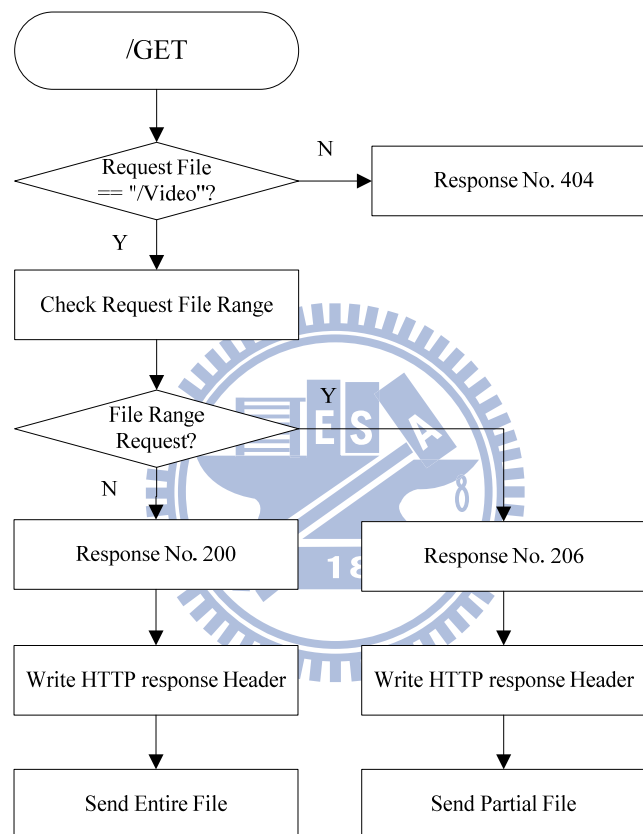 /GET
Request File
== "/Video"?
N
Response No. 404
Y
Check Request File Range
File Range
Request?
Y
N
E S A
Response No. 200
Response No. 206
18
Write HTTP response Header
Write HTTP response Header
Send Entire File
Send Partial File